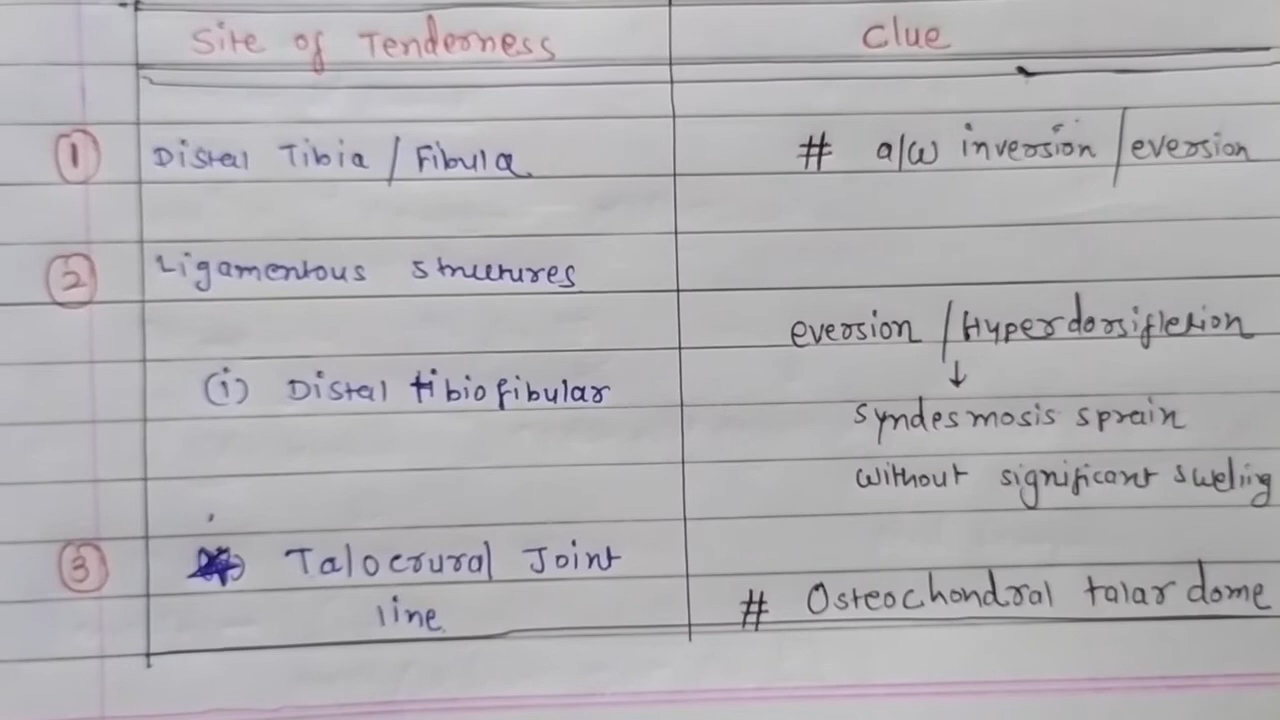 Site of Tenderness Clue
① Distal Tibia / Fibula # a/w inversion / eversion
② Ligamentous structures
eversion / Hyperdorsiflexion
(i) Distal tibiofibular ↓
syndesmosis sprain
without significant sweling
③ Talocrural Joint
line # Osteochondral talar dome